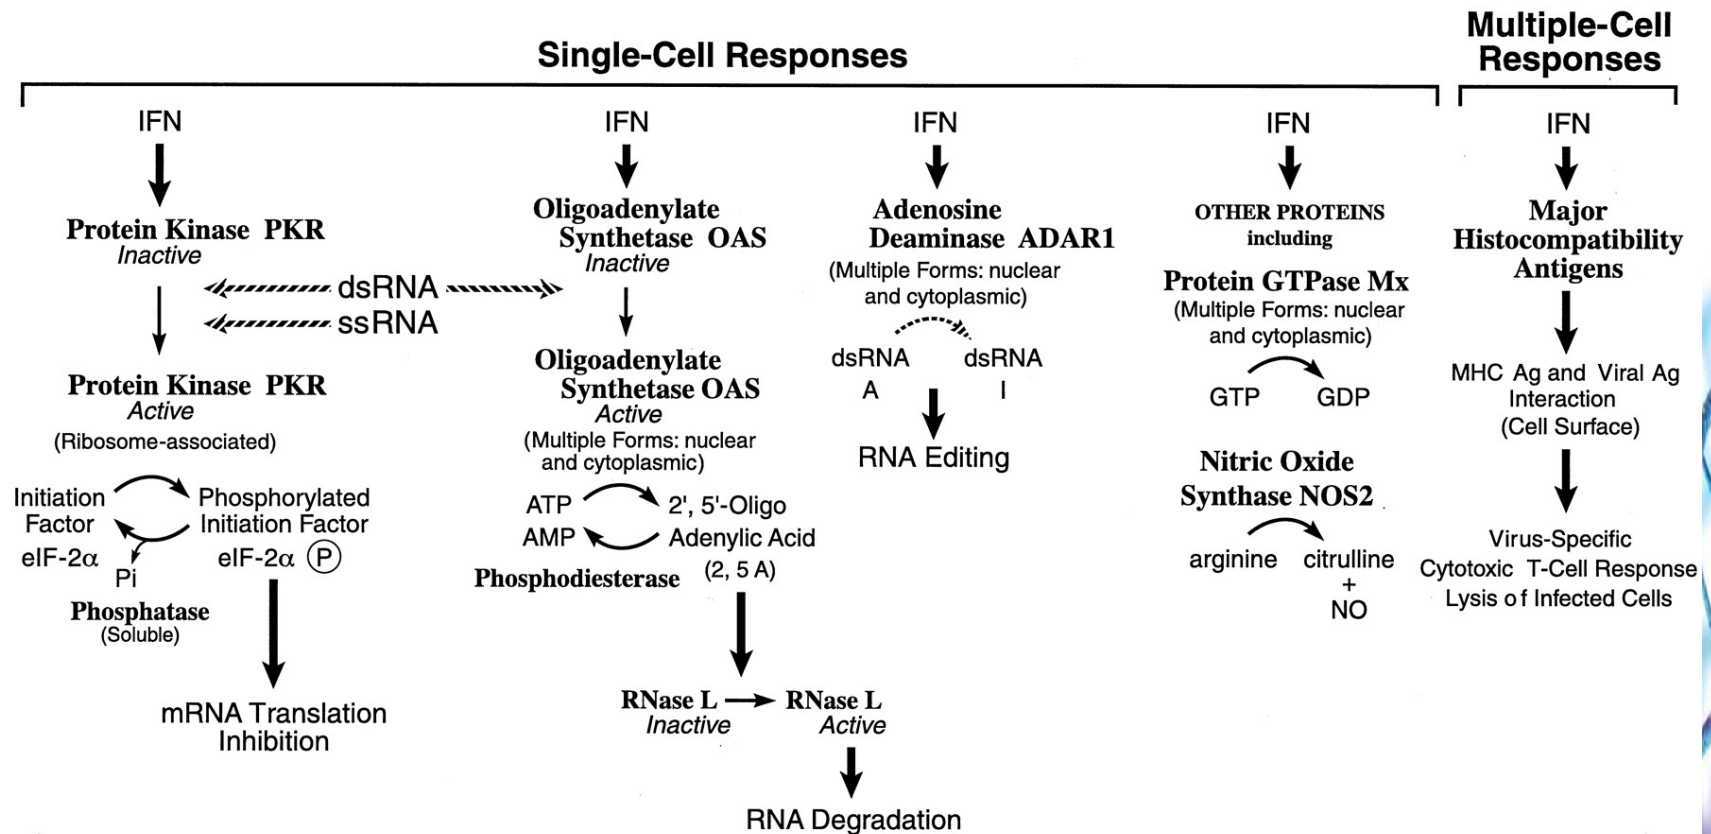 Single-Cell Responses
Multiple-Cell
Responses
IFN
Protein Kinase PKR
Inactive
dsRNA
ssRNA
Protein Kinase PKR
Active
(Ribosome-associated)
Initiation
Factor
eIF-2α
Phosphorylated
Initiation Factor
eIF-2α P
Pi
Phosphatase
(Soluble)
mRNA Translation
Inhibition
IFN
Oligoadenylate
Synthetase OAS
Inactive
Oligoadenylate
Synthetase OAS
Active
(Multiple Forms: nuclear
and cytoplasmic)
ATP
2', 5'-Oligo
AMP
Adenylic Acid
(2, 5 A)
Phosphodiesterase
RNase L
Inactive
RNase L
Active
RNA Degradation
IFN
Adenosine
Deaminase ADAR1
(Multiple Forms: nuclear
and cytoplasmic)
dsRNA
A
dsRNA
I
RNA Editing
IFN
OTHER PROTEINS
including
Protein GTPase Mx
(Multiple Forms: nuclear
and cytoplasmic)
GTP
GDP
Nitric Oxide
Synthase NOS2
arginine
citrulline
+
NO
IFN
Major
Histocompatibility
Antigens
MHC Ag and Viral Ag
Interaction
(Cell Surface)
Virus-Specific
Cytotoxic T-Cell Response
Lysis of Infected Cells